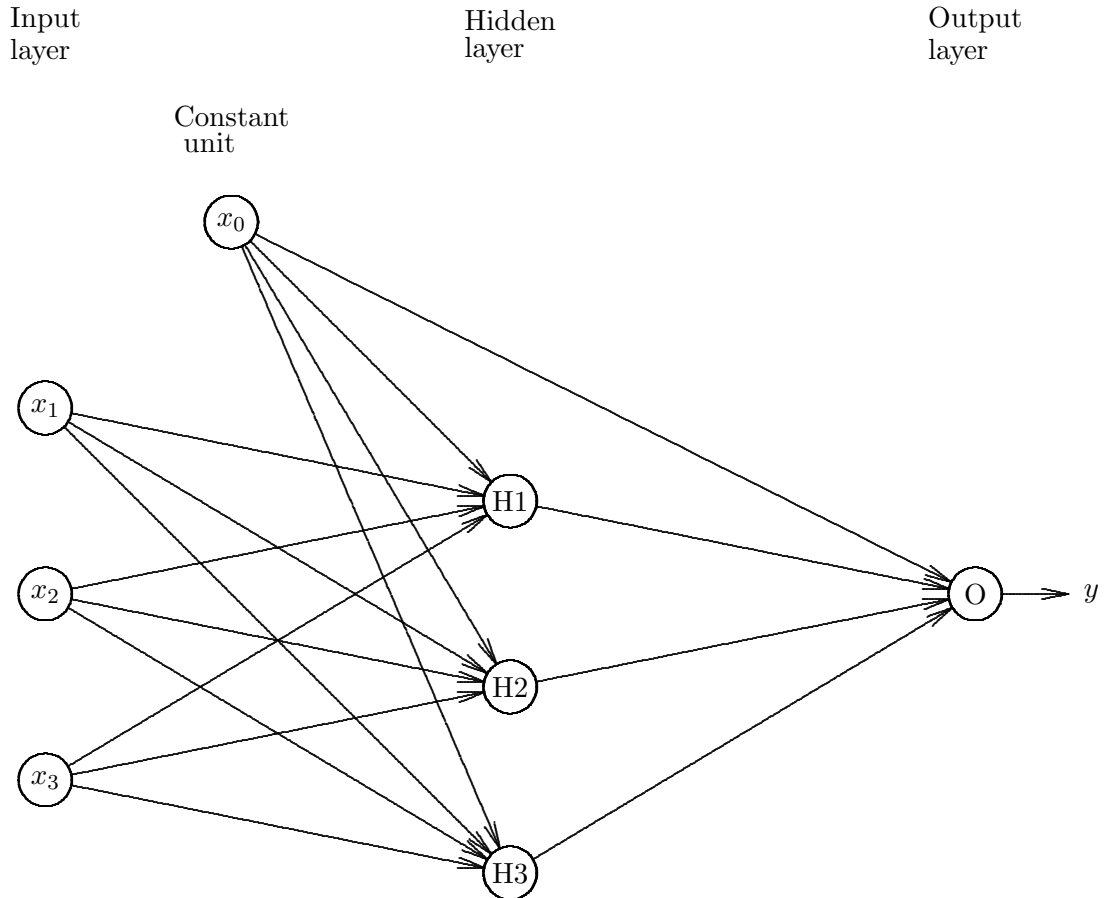 Input
layer
Hidden
layer
Output
layer
Constant
unit
x₀
x₁
H1
x₂
O
y
H2
x₃
H3